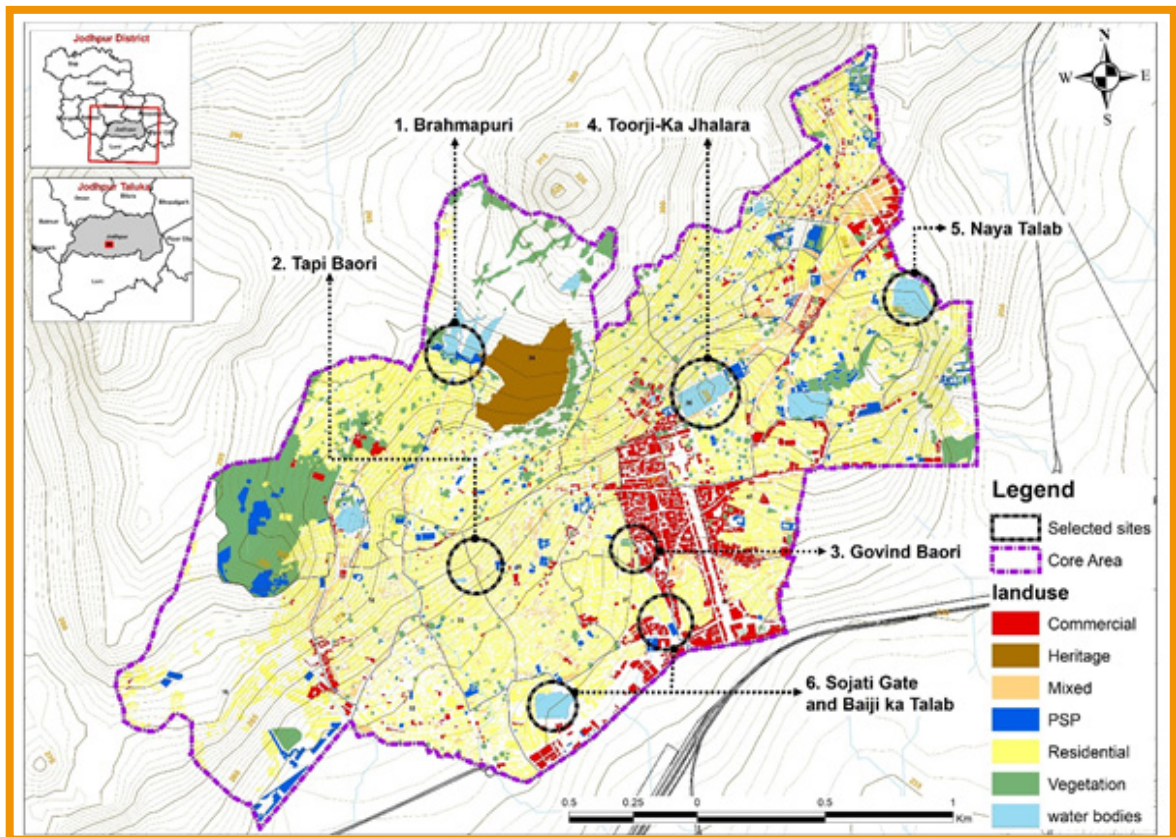 Jodhpur District
Jodhpur Taluka
Jodhpur
Luni
N
W
E
S
1. Brahmapuri
4. Toorji-Ka Jhalara
5. Naya Talab
2. Tapi Baori
3. Govind Baori
6. Sojati Gate
and Baiji ka Talab
Legend
Selected sites
Core Area
landuse
Commercial
Heritage
Mixed
PSP
Residential
Vegetation
water bodies
0.5
0.25
0
0.5
1
Km